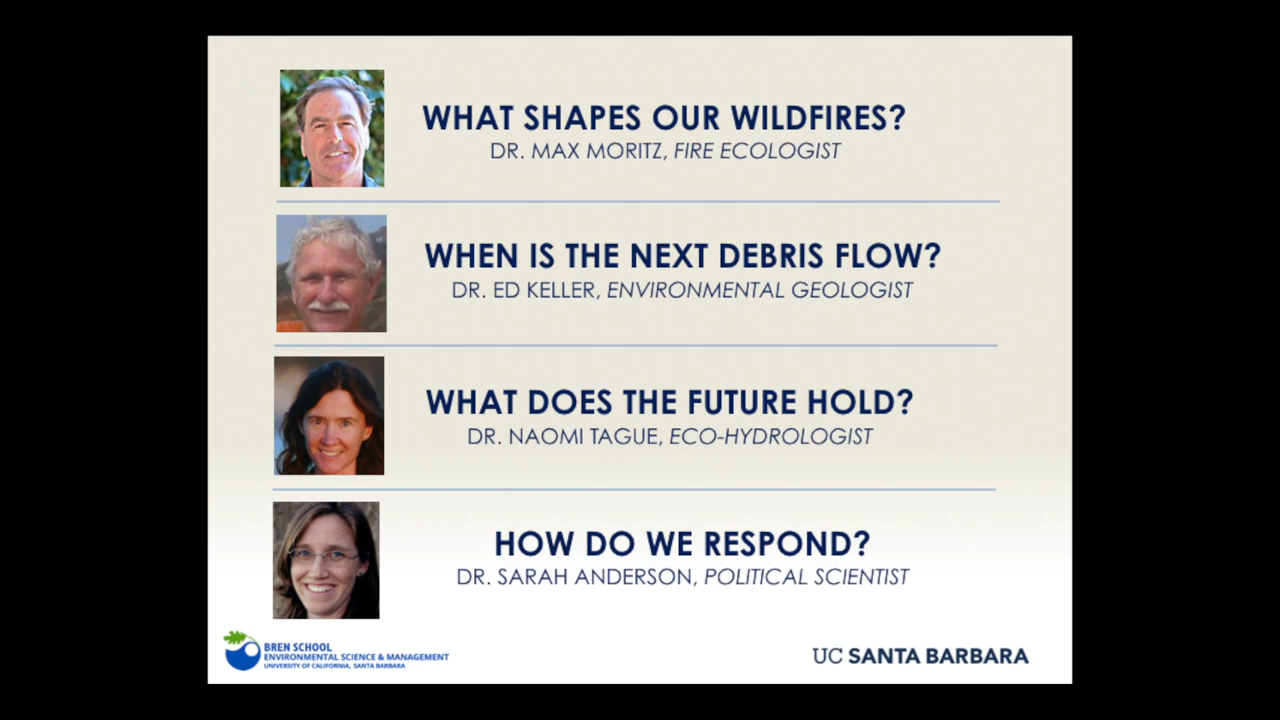 WHAT SHAPES OUR WILDFIRES?
DR. MAX MORITZ, FIRE ECOLOGIST
WHEN IS THE NEXT DEBRIS FLOW?
DR. ED KELLER, ENVIRONMENTAL GEOLOGIST
WHAT DOES THE FUTURE HOLD?
DR. NAOMI TAGUE, ECO-HYDROLOGIST
HOW DO WE RESPOND?
DR. SARAH ANDERSON, POLITICAL SCIENTIST
BREN SCHOOL
ENVIRONMENTAL SCIENCE & MANAGEMENT
UNIVERSITY OF CALIFORNIA, SANTA BARBARA
UC SANTA BARBARA